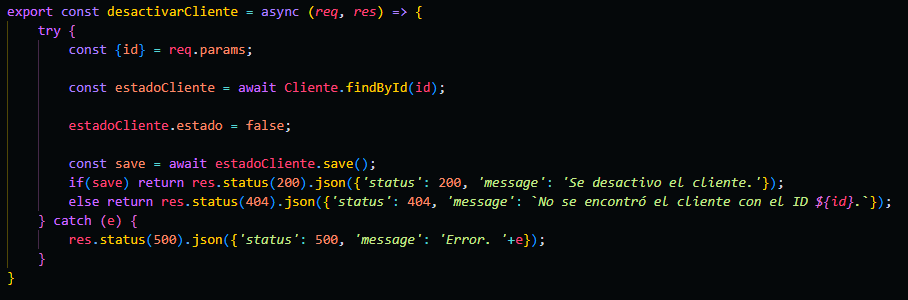 export const desactivarCliente = async (req, res) => {
    try {
        const {id} = req.params;

        const estadoCliente = await Cliente.findById(id);

        estadoCliente.estado = false;

        const save = await estadoCliente.save();
        if(save) return res.status(200).json({'status': 200, 'message': 'Se desactivo el cliente.'});
        else return res.status(404).json({'status': 404, 'message': `No se encontró el cliente con el ID ${id}.`});
    } catch (e) {
        res.status(500).json({'status': 500, 'message': 'Error. '+e});
    }
}